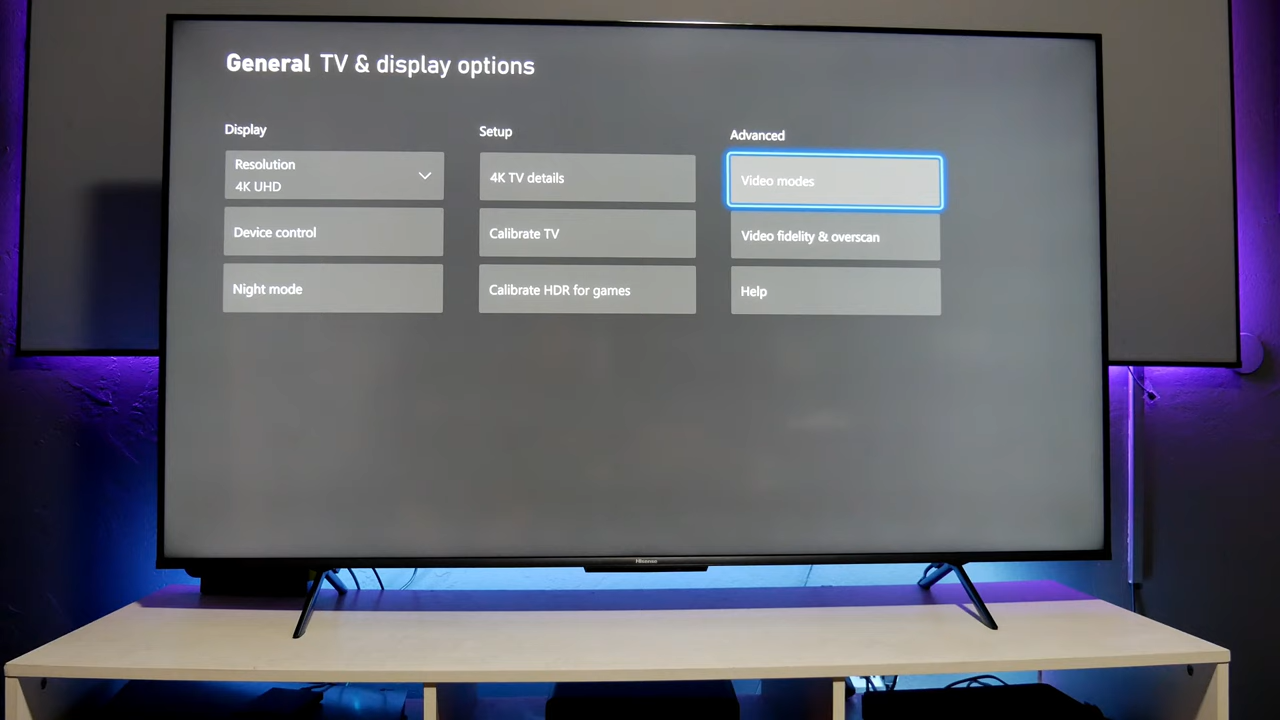 General TV & display options
Display
Resolution
4K UHD
Device control
Night mode
Setup
4K TV details
Calibrate TV
Calibrate HDR for games
Advanced
Video modes
Video fidelity & overscan
Help
Hisense